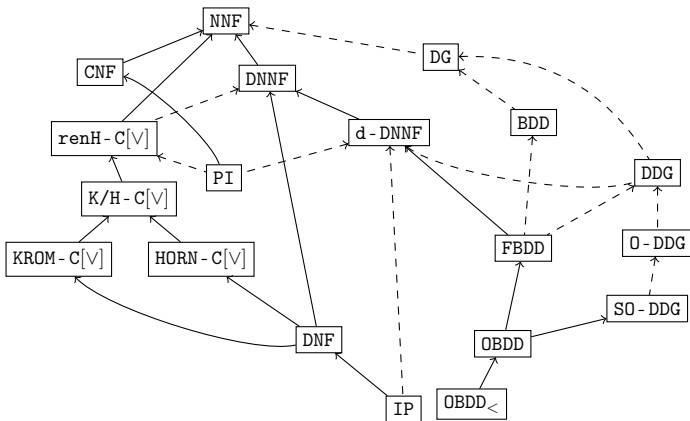 NNF
DG
CNF
DNNF
BDD
renH-C[∨]
d-DNNF
PI
DDG
K/H-C[∨]
KROM-C[∨]
HORN-C[∨]
FBDD
O-DDG
SO-DDG
DNF
OBDD
IP
OBDD<